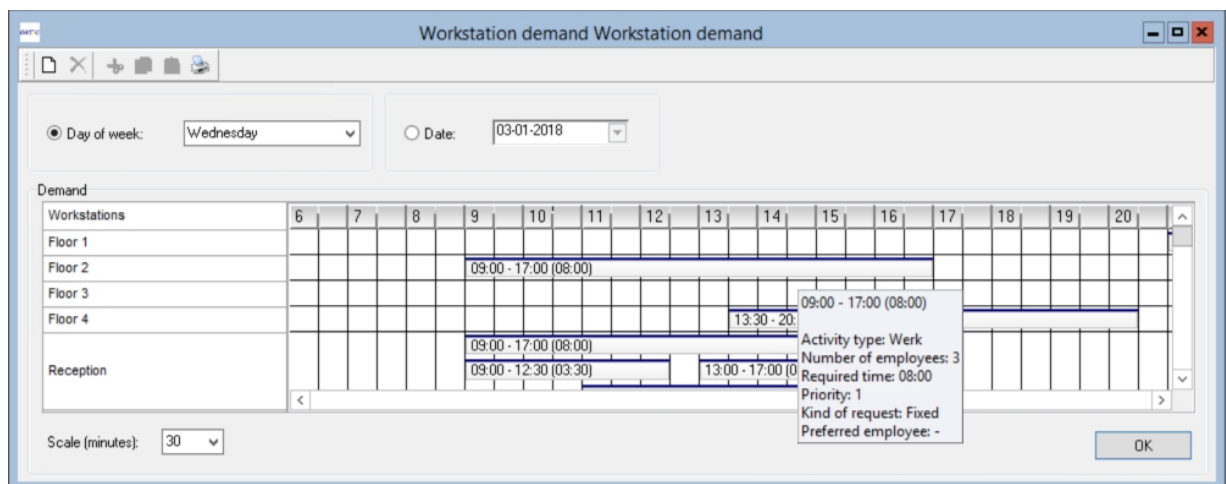 Workstation demand Workstation demand
Day of week: Wednesday Date: 03-01-2018
Demand
Workstations 6 7 8 9 10 11 12 13 14 15 16 17 18 19 20
Floor 1
Floor 2 09:00 - 17:00 (08:00)
Floor 3
Floor 4 13:30 - 20:
Reception
09:00 - 17:00 (08:00)
09:00 - 12:30 (03:30) 13:00 - 17:00 (0
09:00 - 17:00 (08:00)
Activity type: Werk
Number of employees: 3
Required time: 08:00
Priority: 1
Kind of request: Fixed
Preferred employee: -
Scale (minutes): 30 OK